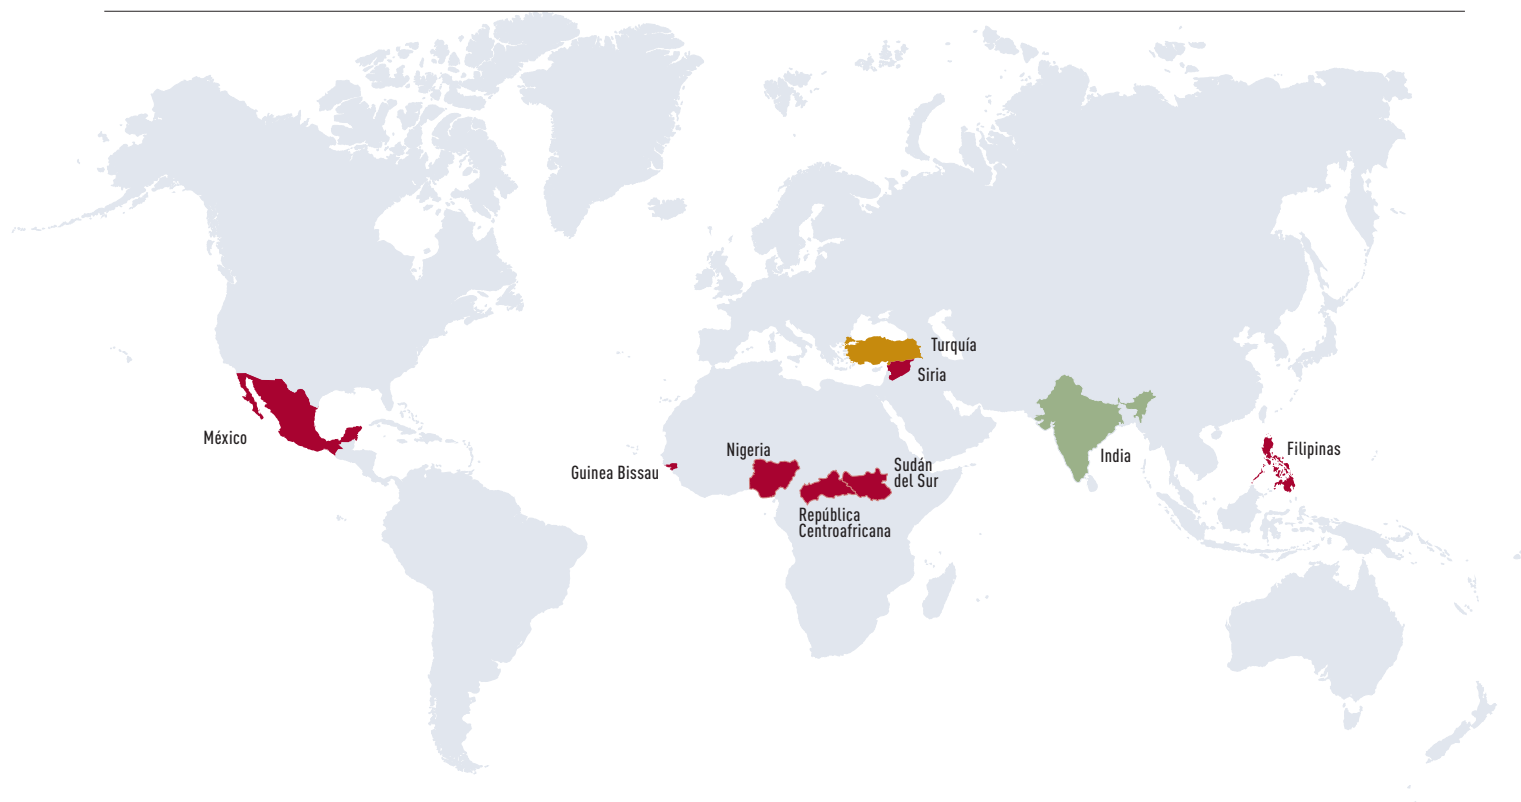 Turquía
Siria
México
Nigeria
Guinea Bissau
Sudán
del Sur
República
Centroafricana
India
Filipinas